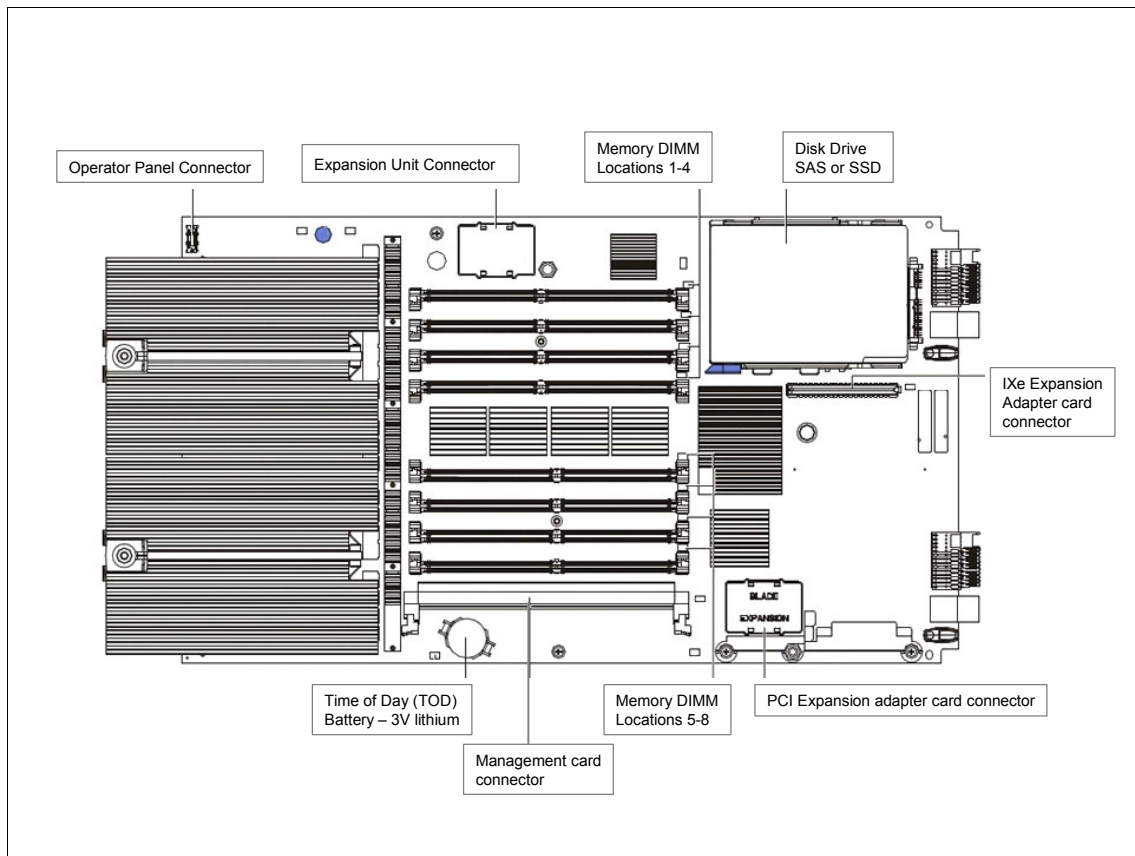 Operator Panel Connector
Expansion Unit Connector
Memory DIMM
Locations 1-4
Disk Drive
SAS or SSD
IXe Expansion
Adapter card
connector
BLADE
EXPANSION
Time of Day (TOD)
Battery – 3V lithium
Management card
connector
Memory DIMM
Locations 5-8
PCI Expansion adapter card connector